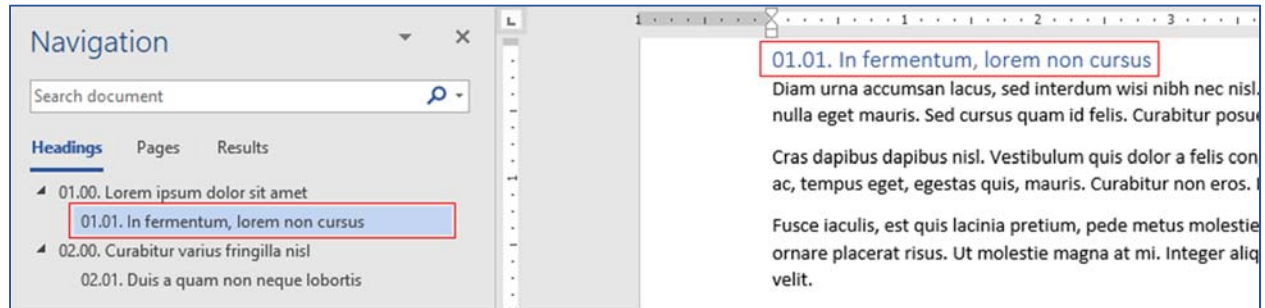 Navigation
Search document
Headings Pages Results
01.00. Lorem ipsum dolor sit amet
01.01. In fermentum, lorem non cursus
02.00. Curabitur varius fringilla nisl
02.01. Duis a quam non neque lobortis
1 1 2 3
01.01. In fermentum, lorem non cursus
Diam urna accumsan lacus, sed interdum wisi nibh nec nisl.
nulla eget mauris. Sed cursus quam id felis. Curabitur posue
Cras dapibus dapibus nisl. Vestibulum quis dolor a felis con
ac, tempus eget, egestas quis, mauris. Curabitur non eros.
Fusce iaculis, est quis lacinia pretium, pede metus molestie
ornare placerat risus. Ut molestie magna at mi. Integer aliq
velit.